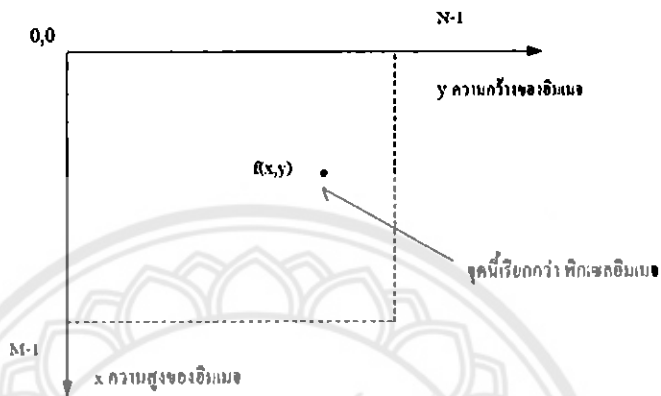 N-1
0,0
y ความกว้างของอิมเมจ
f(x,y)
จุดนี้เรียกกว่า พิกเซลอิมเมจ
M-1
x ความสูงของอิมเมจ